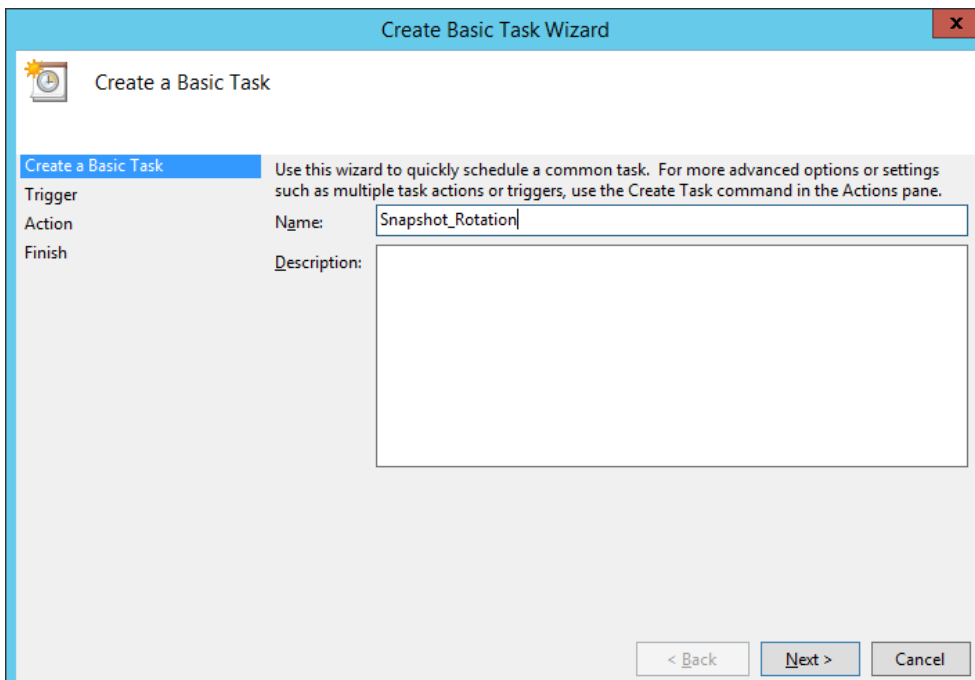 Create Basic Task Wizard
x
Create a Basic Task
Create a Basic Task
Trigger
Action
Finish
Use this wizard to quickly schedule a common task.  For more advanced options or settings
such as multiple task actions or triggers, use the Create Task command in the Actions pane.
Name:
Snapshot_Rotation
Description:
< Back
Next >
Cancel